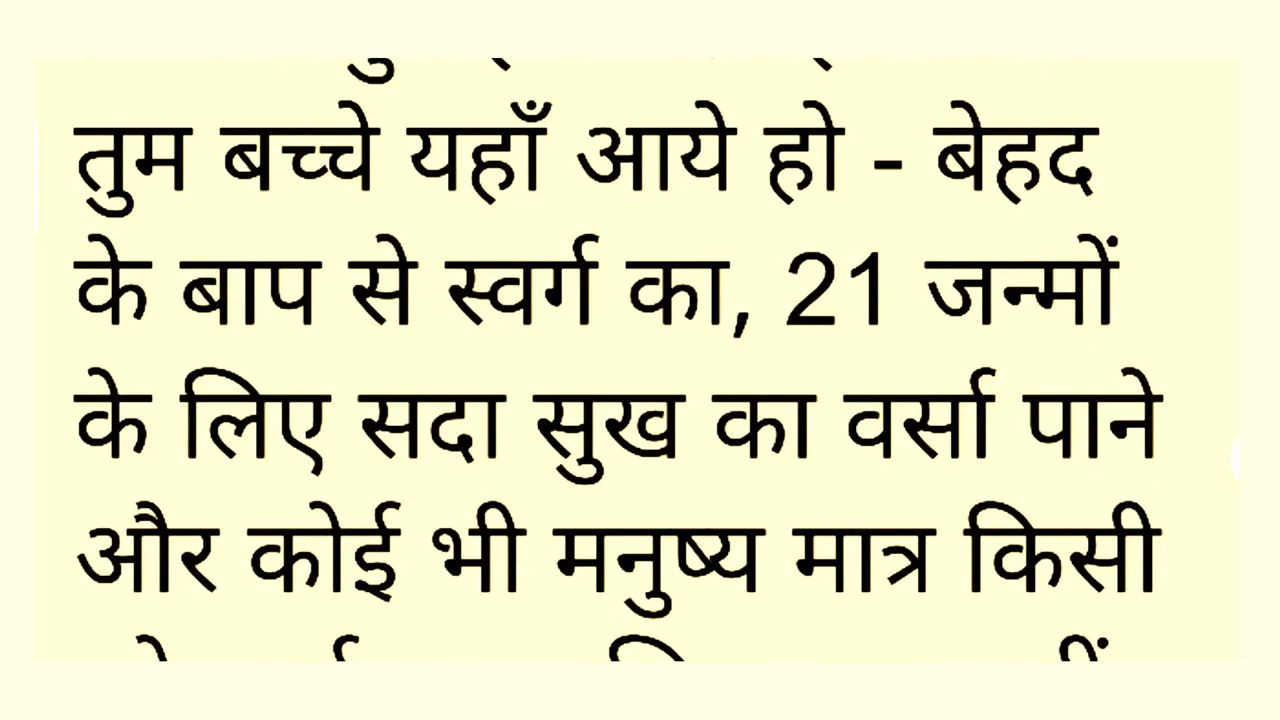 तुम बच्चे यहाँ आये हो - बेहद
के बाप से स्वर्ग का, 21 जन्मों
के लिए सदा सुख का वर्सा पाने
और कोई भी मनुष्य मात्र किसी